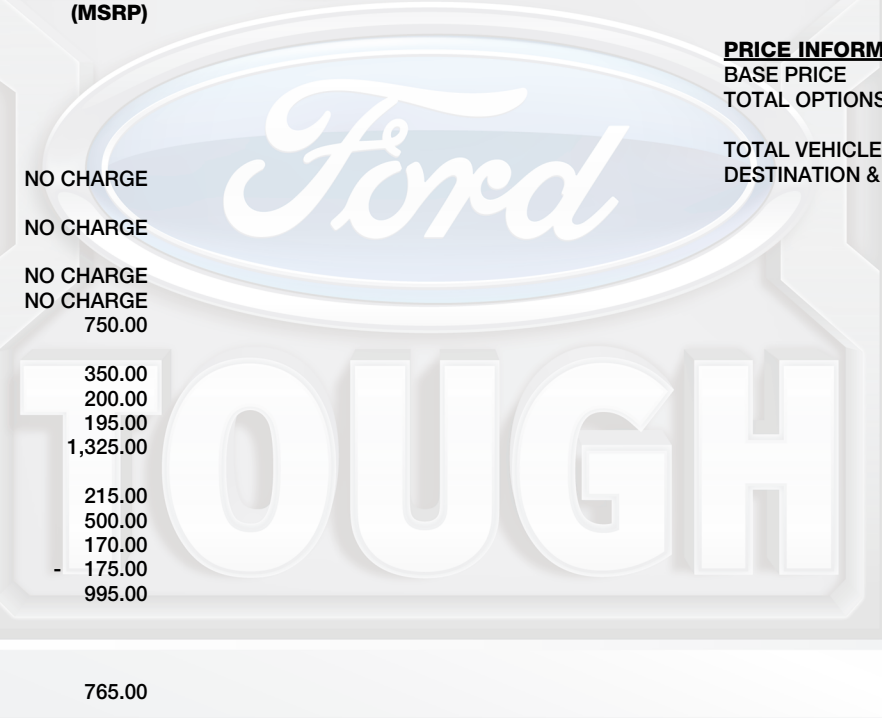 (MSRP)
NO CHARGE
NO CHARGE
NO CHARGE
NO CHARGE
750.00
350.00
200.00
195.00
1,325.00
215.00
500.00
170.00
- 175.00
995.00
765.00
PRICE INFORM
BASE PRICE
TOTAL OPTIONS
TOTAL VEHICLE
DESTINATION &
Ford
TOUGH